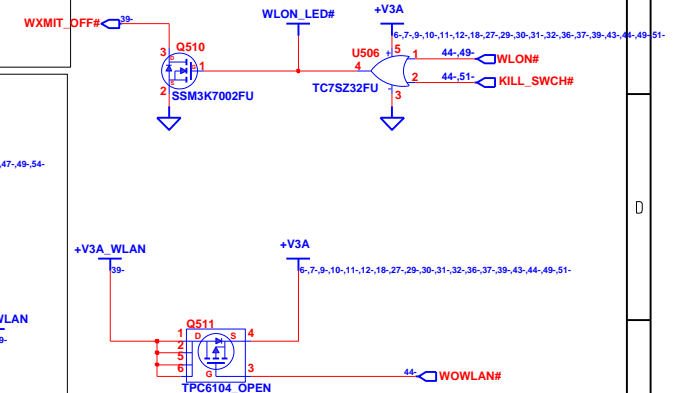 WLON_LED#
+V3A
WXMIT_OFF#
39-
6-,7-,9-,10-,11-,12-,18-,27-,29-,30-,31-,32-,36-,37-,39-,43-,44-,49-,51-
Q510
U506
3
D
G
S
1
2
SSM3K7002FU
4
+
5
-
3
TC7SZ32FU
1
44-,49-
WLON#
2
44-,51-
KILL_SWCH#
,47-,49-,54-
D
+V3A_WLAN
39-
+V3A
6-,7-,9-,10-,11-,12-,18-,27-,29-,30-,31-,32-,36-,37-,39-,43-,44-,49-,51-
VLAN
9-
Q511
1
D
S
4
2
5
6
G
3
44-
WOWLAN#
TPC6104_OPEN